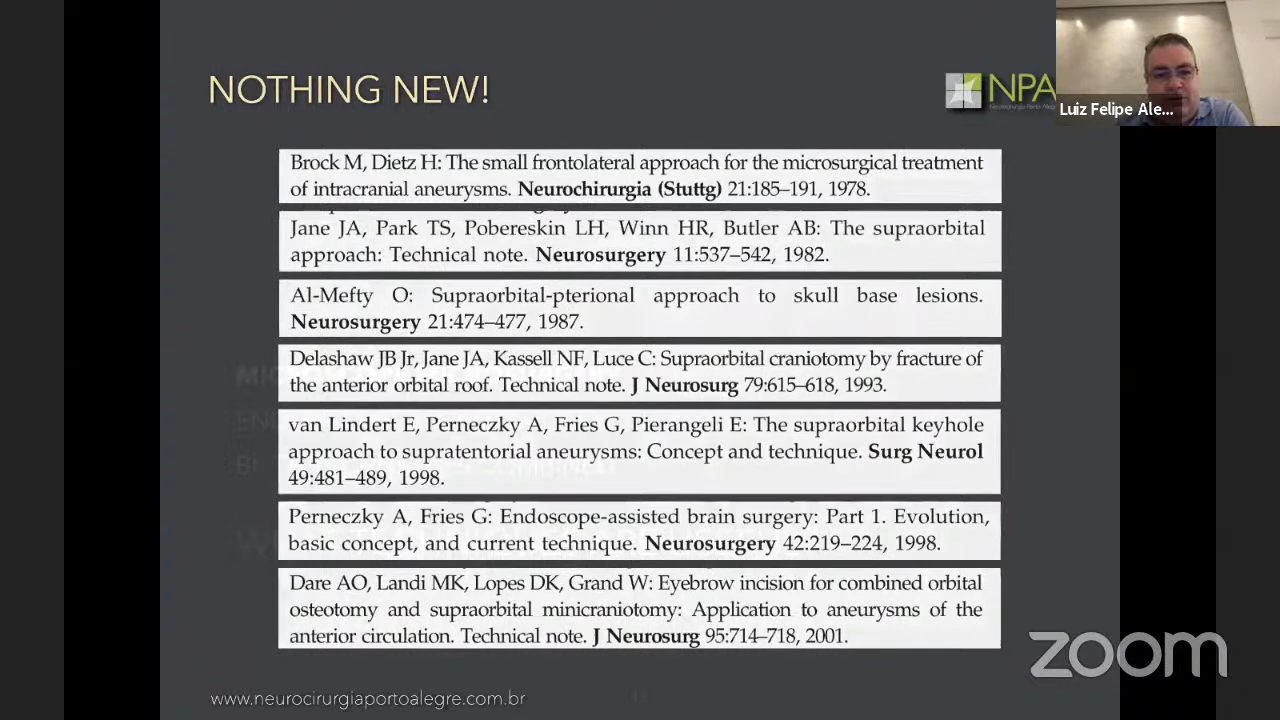 NOTHING NEW!
NPA
Luiz Felipe Ale...
Brock M, Dietz H: The small frontolateral approach for the microsurgical treatment
of intracranial aneurysms. Neurochirurgia (Stuttg) 21:185–191, 1978.
Jane JA, Park TS, Pobereskin LH, Winn HR, Butler AB: The supraorbital
approach: Technical note. Neurosurgery 11:537–542, 1982.
Al-Mefty O: Supraorbital-pterional approach to skull base lesions.
Neurosurgery 21:474–477, 1987.
Delashaw JB Jr, Jane JA, Kassell NF, Luce C: Supraorbital craniotomy by fracture of
the anterior orbital roof. Technical note. J Neurosurg 79:615–618, 1993.
van Lindert E, Perneczky A, Fries G, Pierangeli E: The supraorbital keyhole
approach to supratentorial aneurysms: Concept and technique. Surg Neurol
49:481–489, 1998.
Perneczky A, Fries G: Endoscope-assisted brain surgery: Part 1. Evolution,
basic concept, and current technique. Neurosurgery 42:219–224, 1998.
Dare AO, Landi MK, Lopes DK, Grand W: Eyebrow incision for combined orbital
osteotomy and supraorbital minicraniotomy: Application to aneurysms of the
anterior circulation. Technical note. J Neurosurg 95:714–718, 2001.
zoom
www.neurocirurgiaportoalegre.com.br